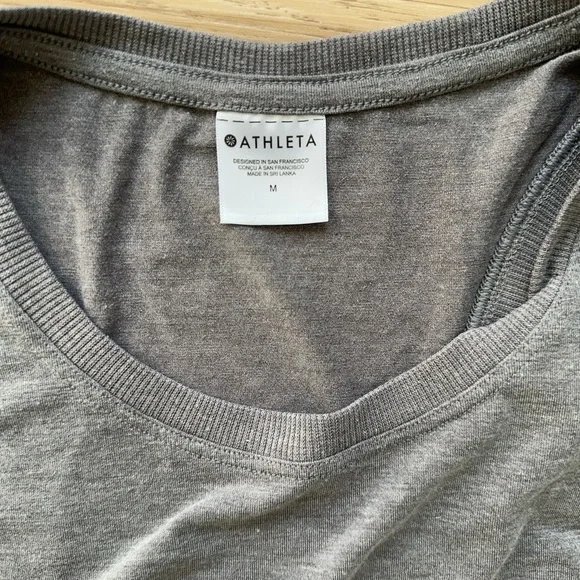 ATHLETA
DESIGNED IN SAN FRANCISCO
CONÇU À SAN FRANCISCO
MADE IN SRI LANKA
M